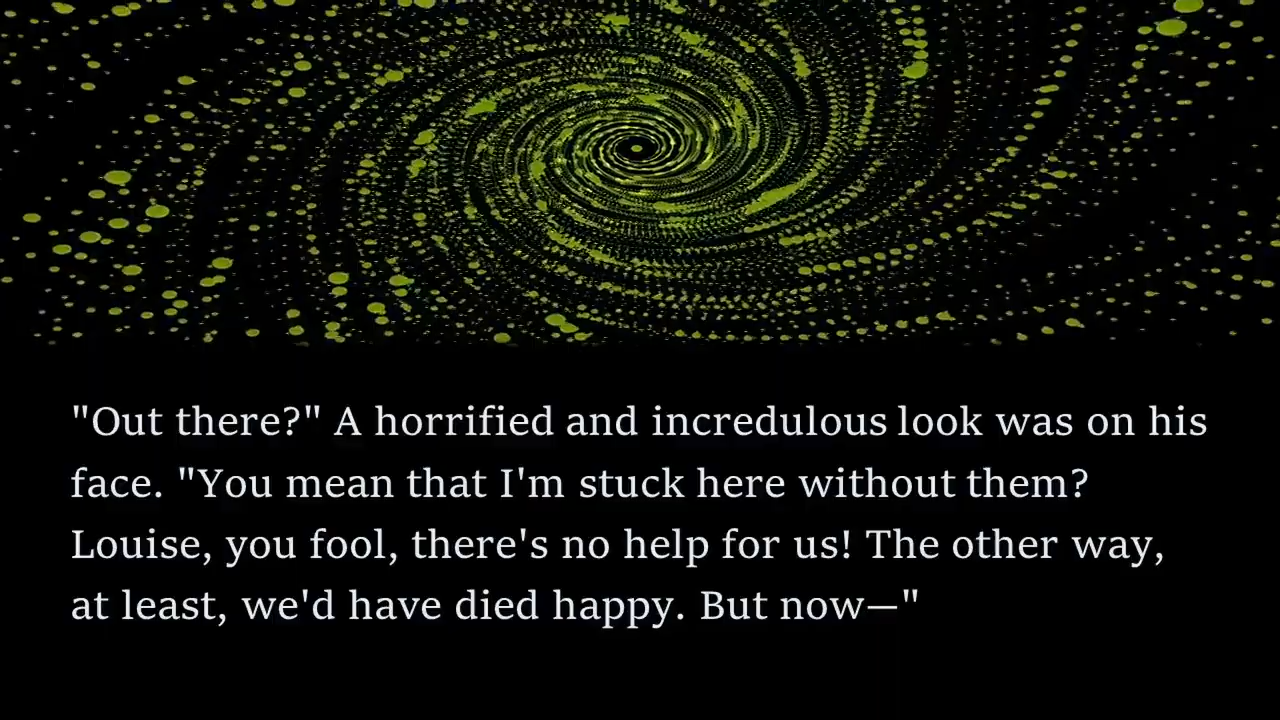 "Out there?" A horrified and incredulous look was on his
face. "You mean that I'm stuck here without them?
Louise, you fool, there's no help for us! The other way,
at least, we'd have died happy. But now—"